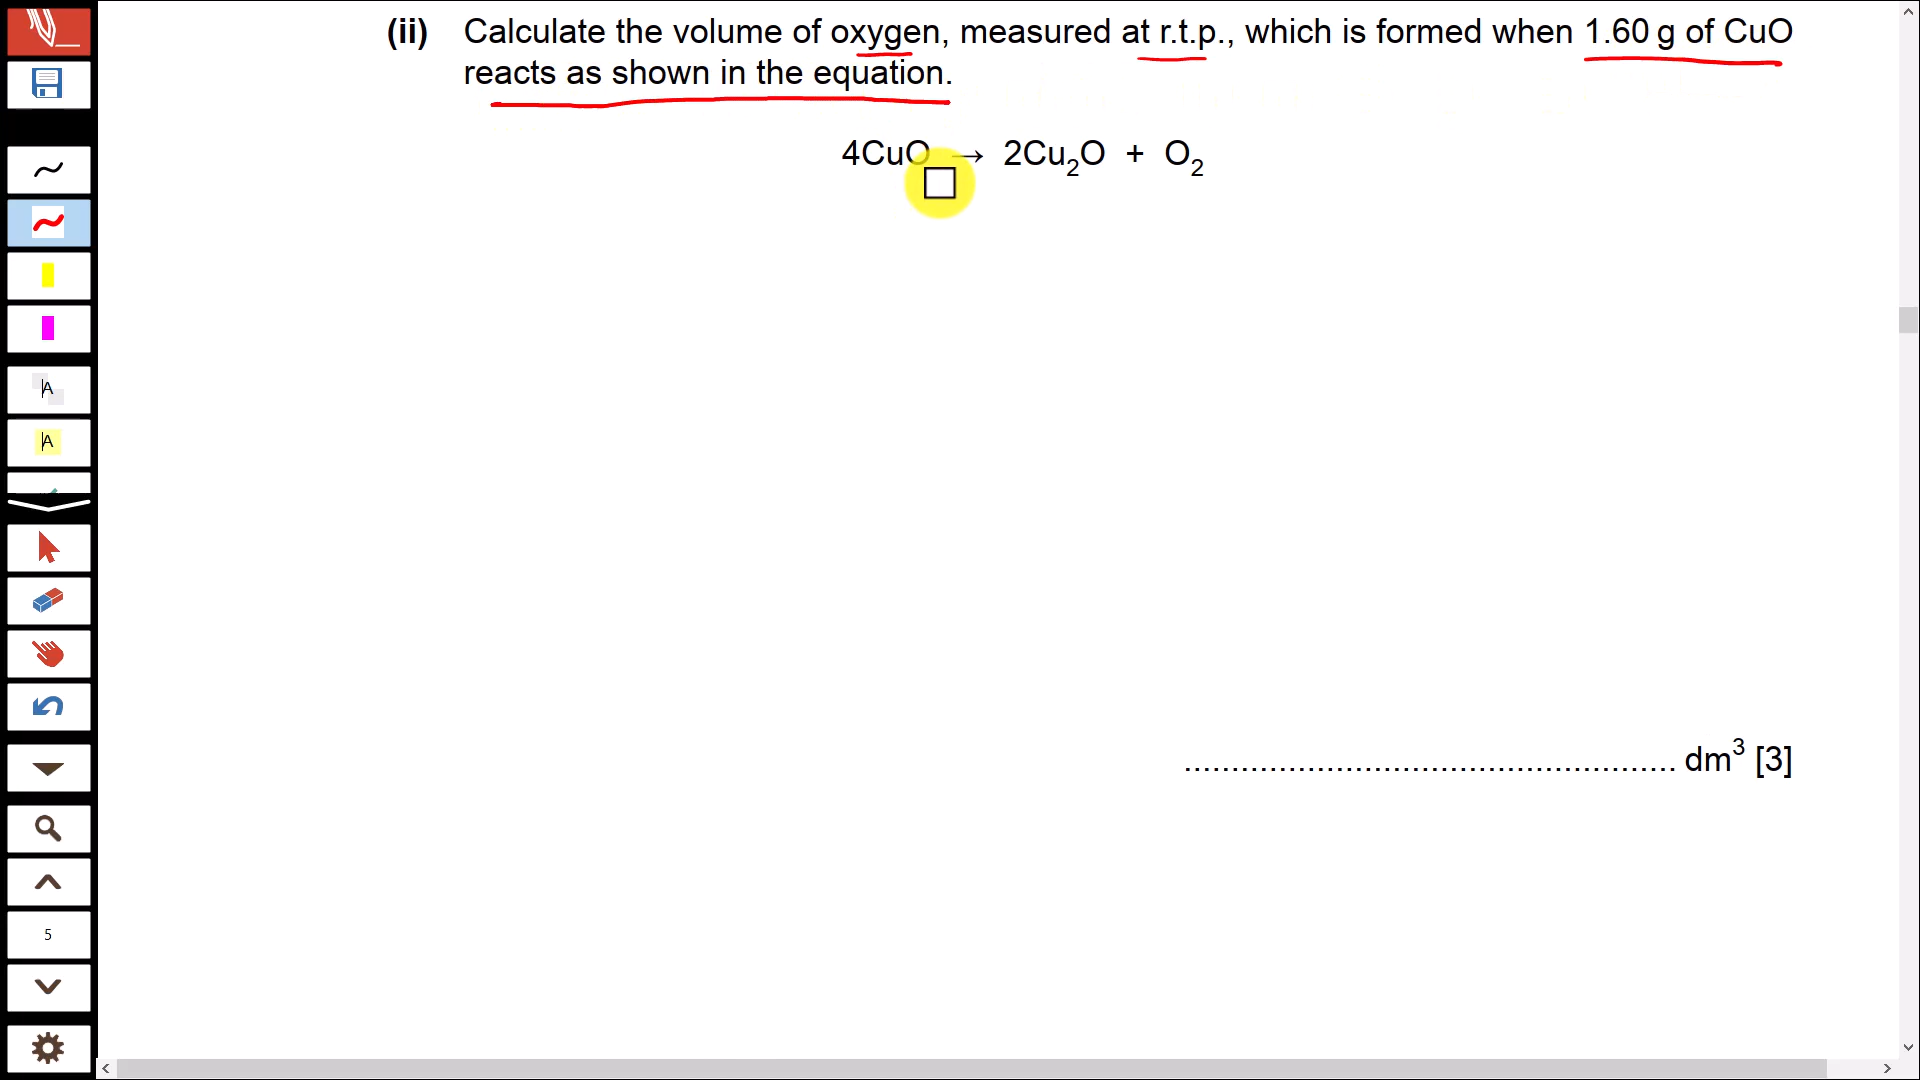 (ii) Calculate the volume of oxygen, measured at r.t.p., which is formed when 1.60 g of CuO
reacts as shown in the equation.
4CuO → 2Cu₂O + O₂
A
A
.................................................... dm³ [3]
5